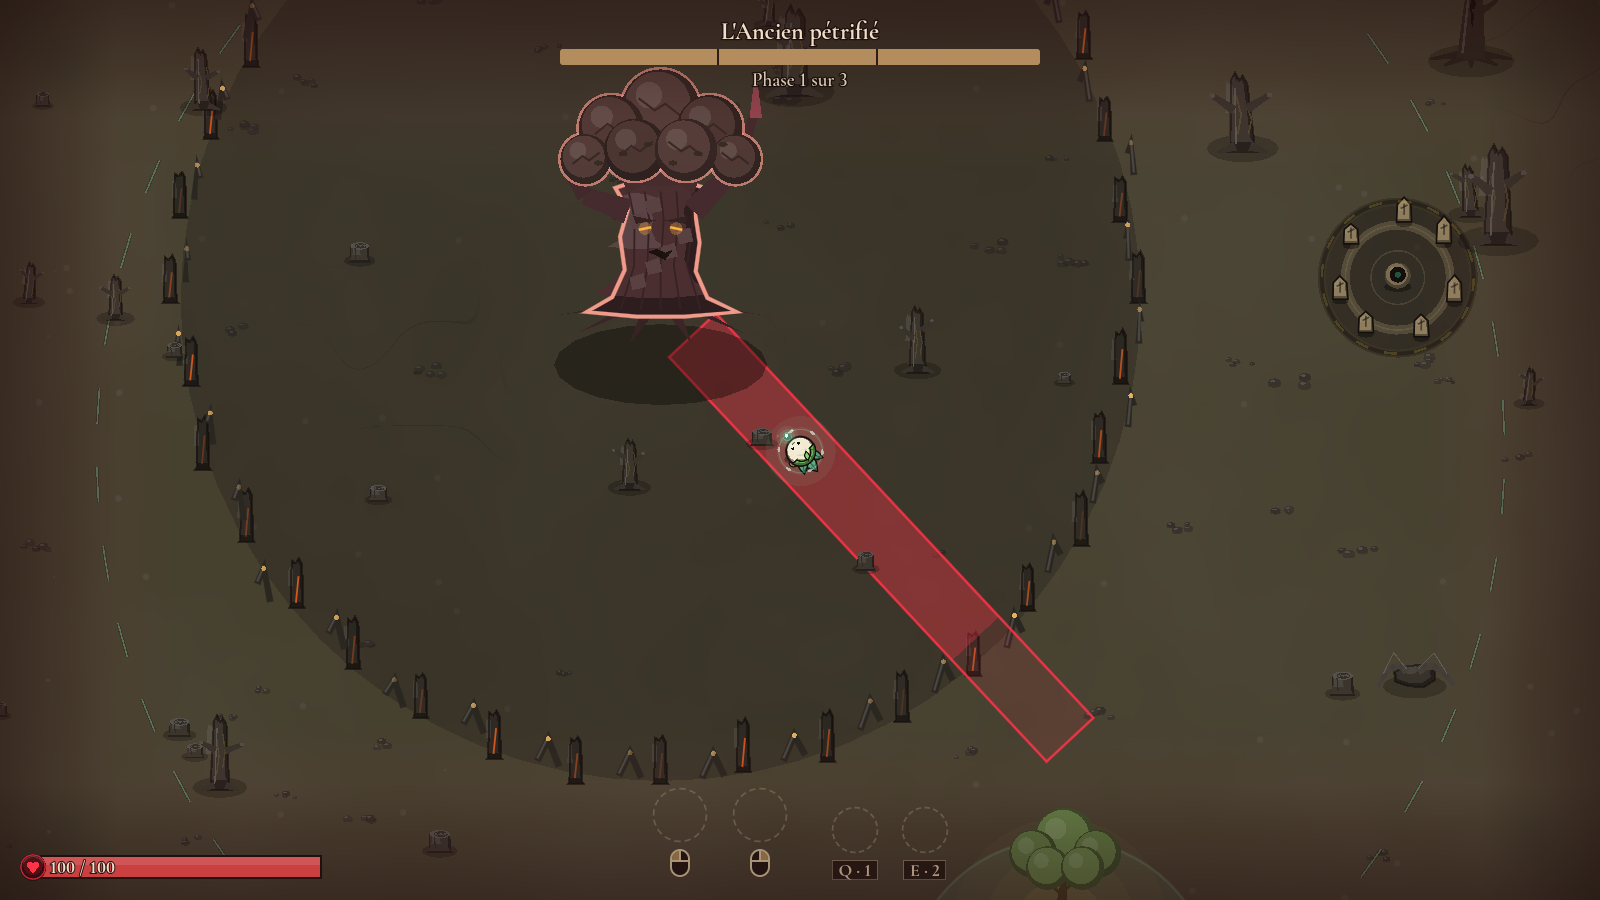 L'Ancien pétrifié
Phase 1 sur 3
100 / 100
Q · 1
E · 2